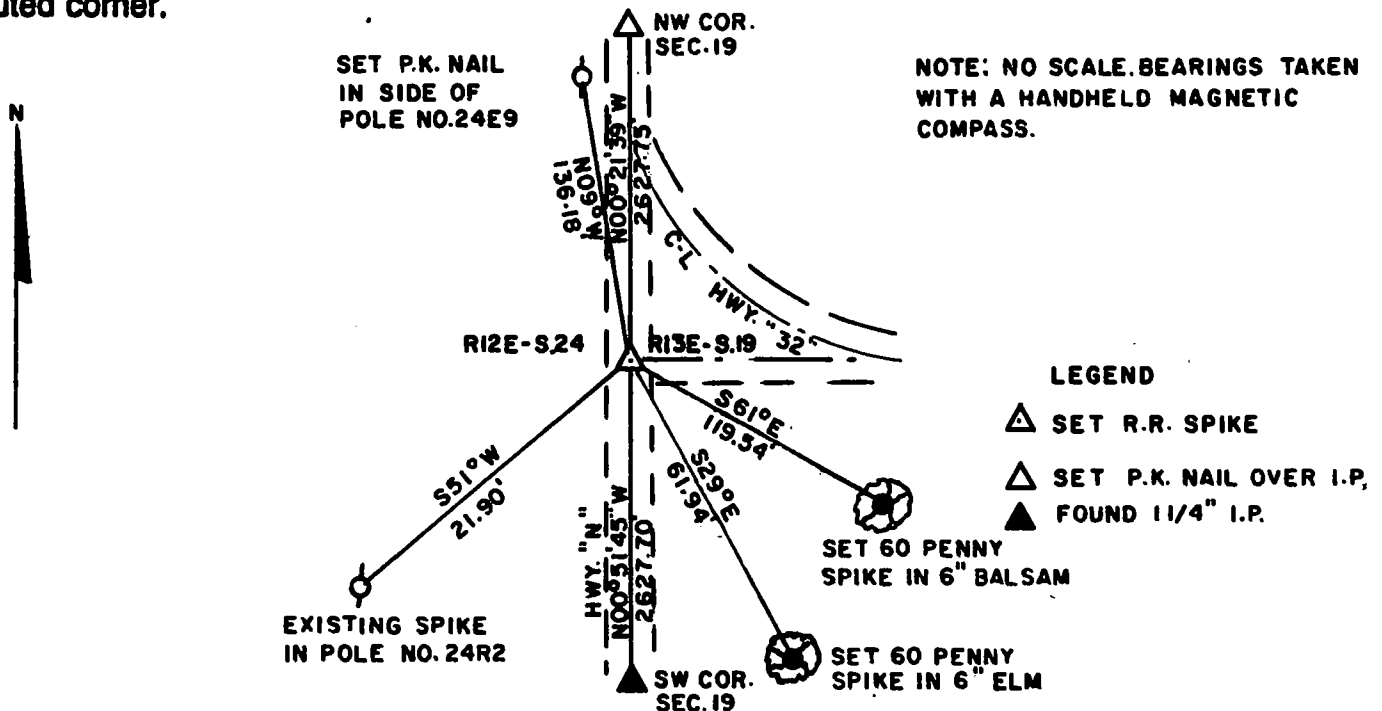 uted corner.
N
SET P.K. NAIL
IN SIDE OF
POLE NO.24E9
NW COR.
SEC.19
NOTE: NO SCALE. BEARINGS TAKEN
WITH A HANDHELD MAGNETIC
COMPASS.
N09°W
136.18'
N00°21'39"W
2627.75'
C-L HWY. "32"
R12E-S.24
R13E-S.19
S51°W
21.90'
EXISTING SPIKE
IN POLE NO. 24R2
HWY. "N"
N00°51'45"W
2627.70'
S29°E
61.94'
S61°E
119.54'
SET 60 PENNY
SPIKE IN 6" BALSAM
SET 60 PENNY
SPIKE IN 6" ELM
SW COR.
SEC.19
LEGEND
SET R.R. SPIKE
SET P.K. NAIL OVER I.P.
FOUND 1 1/4" I.P.